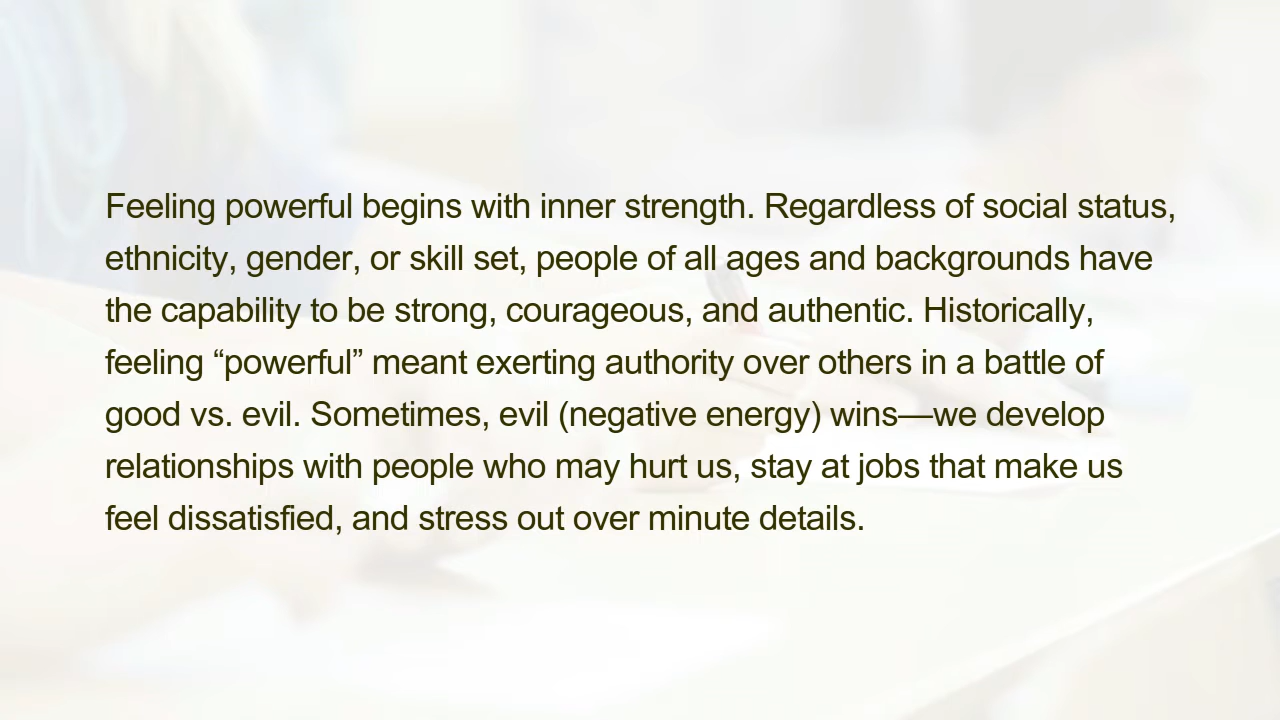 Feeling powerful begins with inner strength. Regardless of social status,
ethnicity, gender, or skill set, people of all ages and backgrounds have
the capability to be strong, courageous, and authentic. Historically,
feeling “powerful” meant exerting authority over others in a battle of
good vs. evil. Sometimes, evil (negative energy) wins—we develop
relationships with people who may hurt us, stay at jobs that make us
feel dissatisfied, and stress out over minute details.